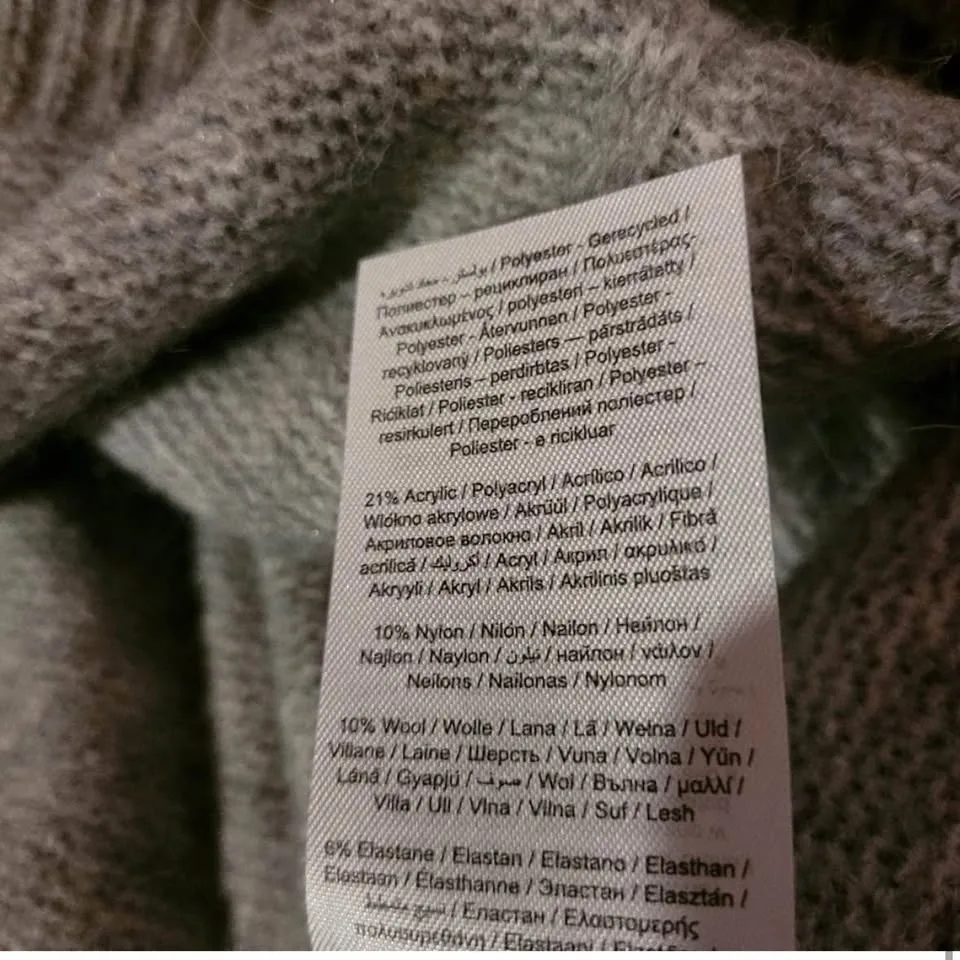 / Polyester - Gerecycled /
Полиестер – рециклиран / Πολυεστέρας-
Ανακυκλωμένος / polyesteri – kierrätetty /
Polyester - Återvunnen / Polyester -
recyklovaný / Poliesters — pārstrādāts /
Poliesteris – perdirbtas / Polyester -
Riciklat / Poliester - recikliran / Polyester –
resirkulert / Перероблений поліестер /
Poliester - e ricikluar
21% Acrylic / Polyacryl / Acrílico / Acrilico /
Włókno akrylowe / Akrüül / Polyacrylique /
Акриловое волокно / Akril / Akrilik / Fibră
acrilică / أكريليك / Acryl / Акрил / ακρυλικό /
Akryyli / Akryl / Akrils / Akrilinis pluoštas
10% Nylon / Nilón / Nailon / Нейлон /
Najlon / Naylon / نيلون / найлон / νάιλον /
Neilons / Nailonas / Nylonom
10% Wool / Wolle / Lana / Lã / Wełna / Uld /
Villane / Laine / Шерсть / Vuna / Volna / Yün /
Lână / Gyapjú / صوف / Wol / Вълна / μαλλί /
Villa / Ull / Vlna / Vilna / Suf / Lesh
6% Elastane / Elastan / Elastano / Elasthan /
Elastaan / Élasthanne / Эластан / Elasztán /
/ Еластан / Ελαστομερής
πολυουρεθάνη / Elastaani /